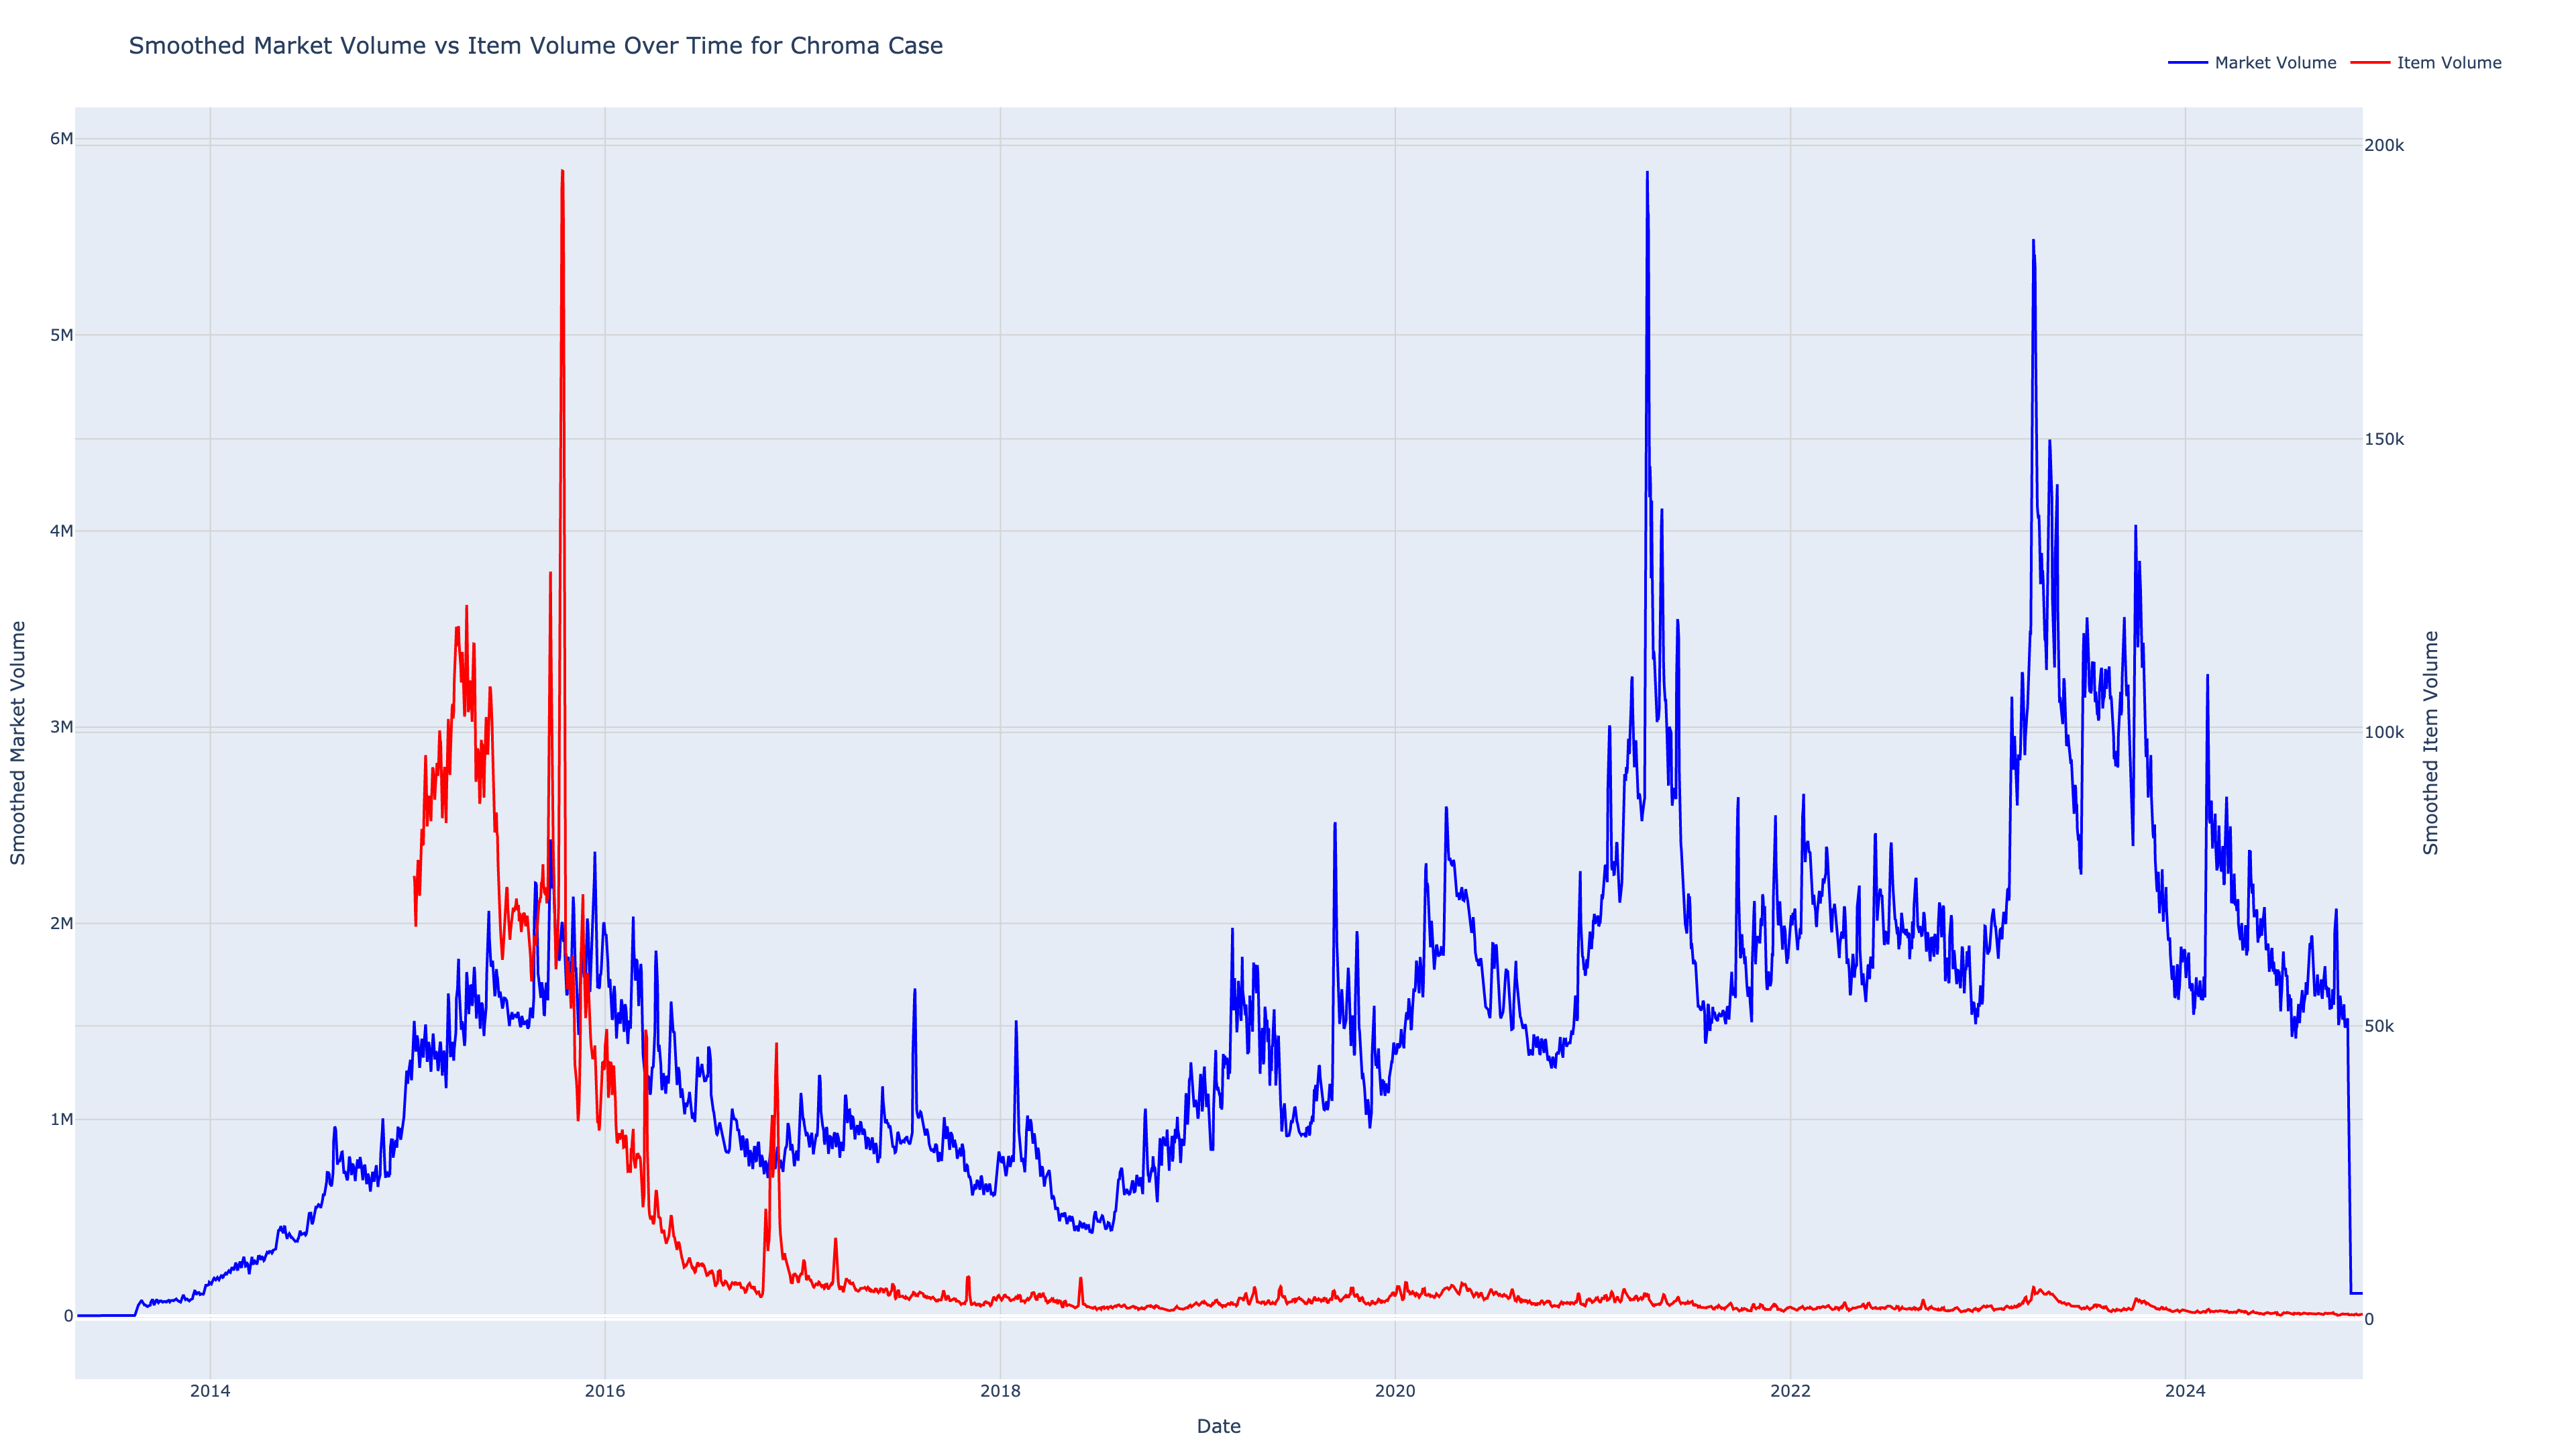 Smoothed Market Volume vs Item Volume Over Time for Chroma Case
Market Volume
Item Volume
6M
5M
4M
3M
2M
1M
0
Smoothed Market Volume
200k
150k
100k
50k
0
Smoothed Item Volume
2014
2016
2018
2020
2022
2024
Date